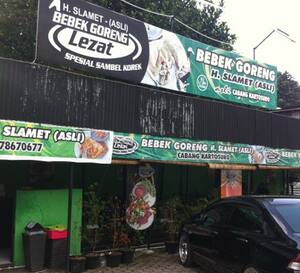 H. SLAMET - (ASLI)
BEBEK GORENG
Lezat
SPESIAL SAMBEL KOREK
BEBEK GORENG
H. SLAMET (ASLI)
CABANG KARTOSURO
SLAMET (ASLI)
78670677
Lezat
BEBEK GORENG H. SLAMET (ASLI)
CABANG KARTOSURO